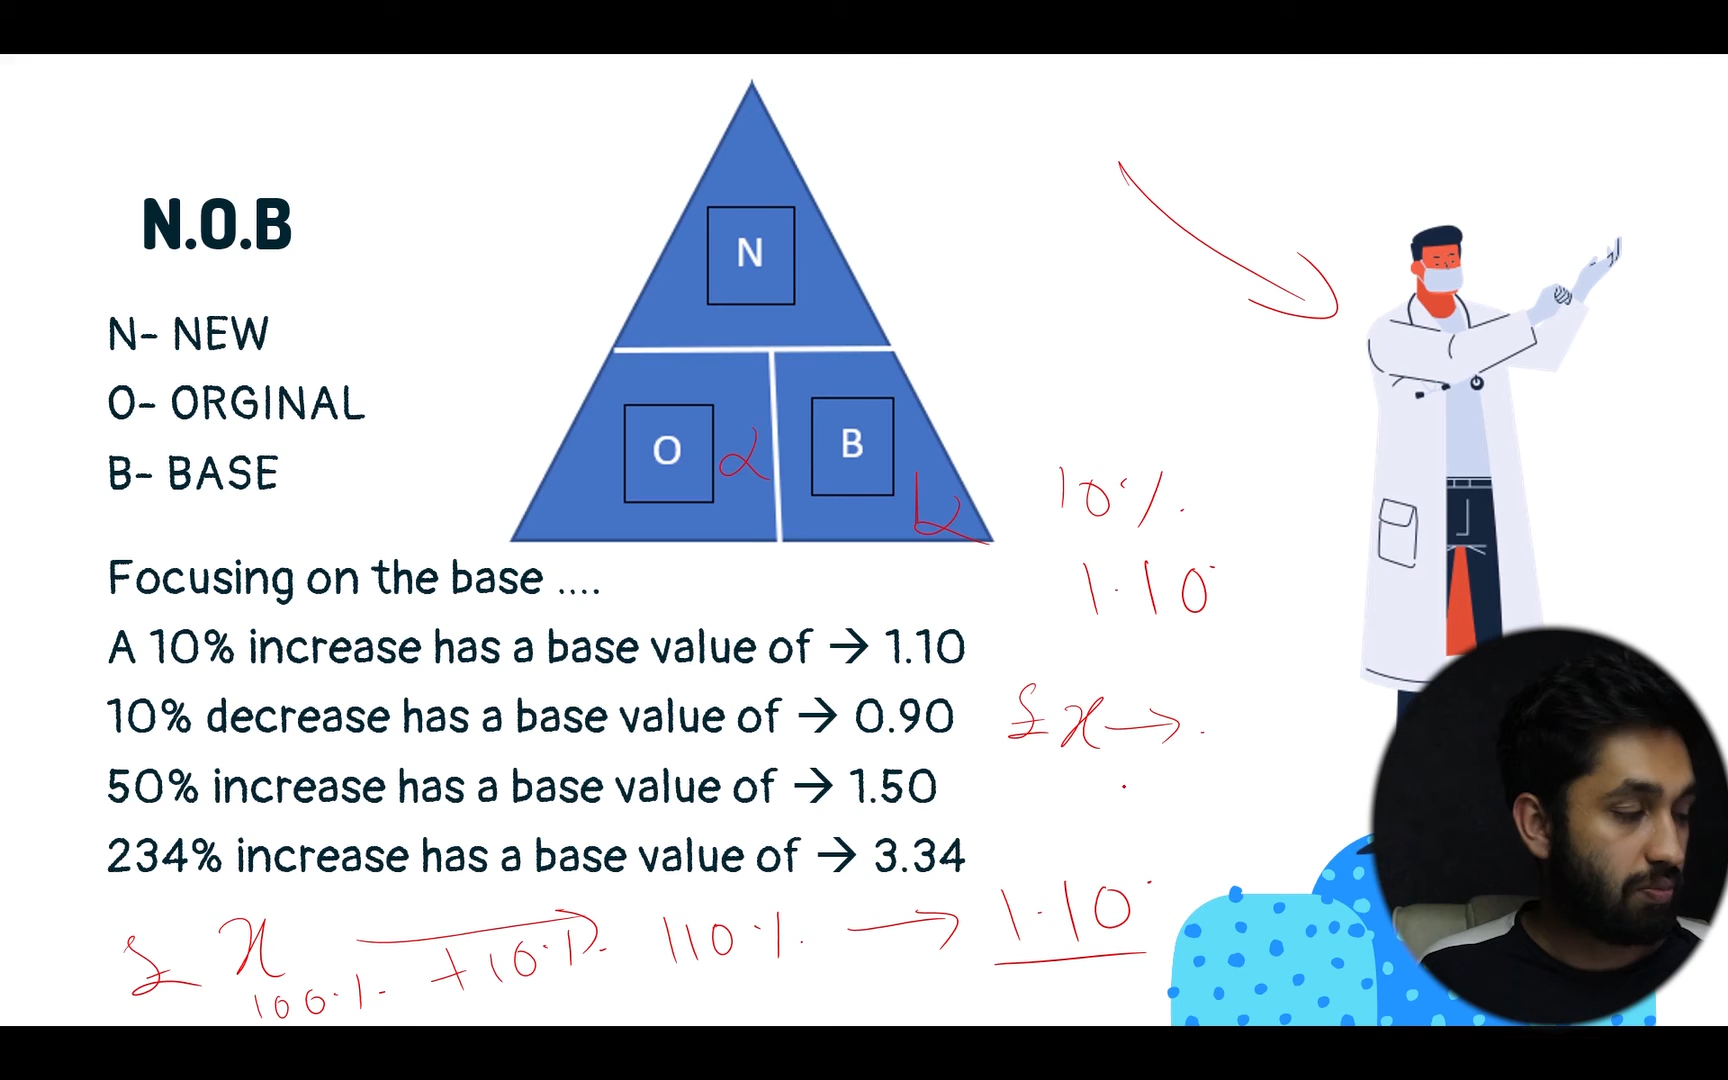 N.O.B
N- NEW
O- ORGINAL
B- BASE
N
O
B
Focusing on the base ....
A 10% increase has a base value of → 1.10
10% decrease has a base value of → 0.90
50% increase has a base value of → 1.50
234% increase has a base value of → 3.34
10%
1.10
£x →
£ x → 110% → 1.10
100% +10%